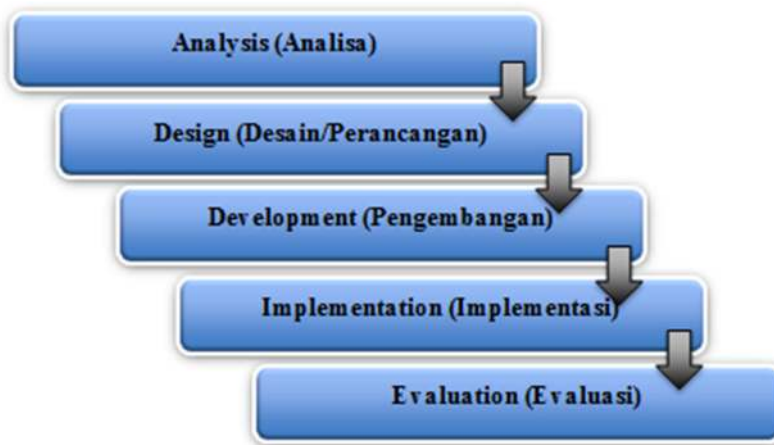 Analysis (Analisa)
Design (Desain/Perancangan)
Development (Pengembangan)
Implementation (Implementasi)
Evaluation (Evaluasi)